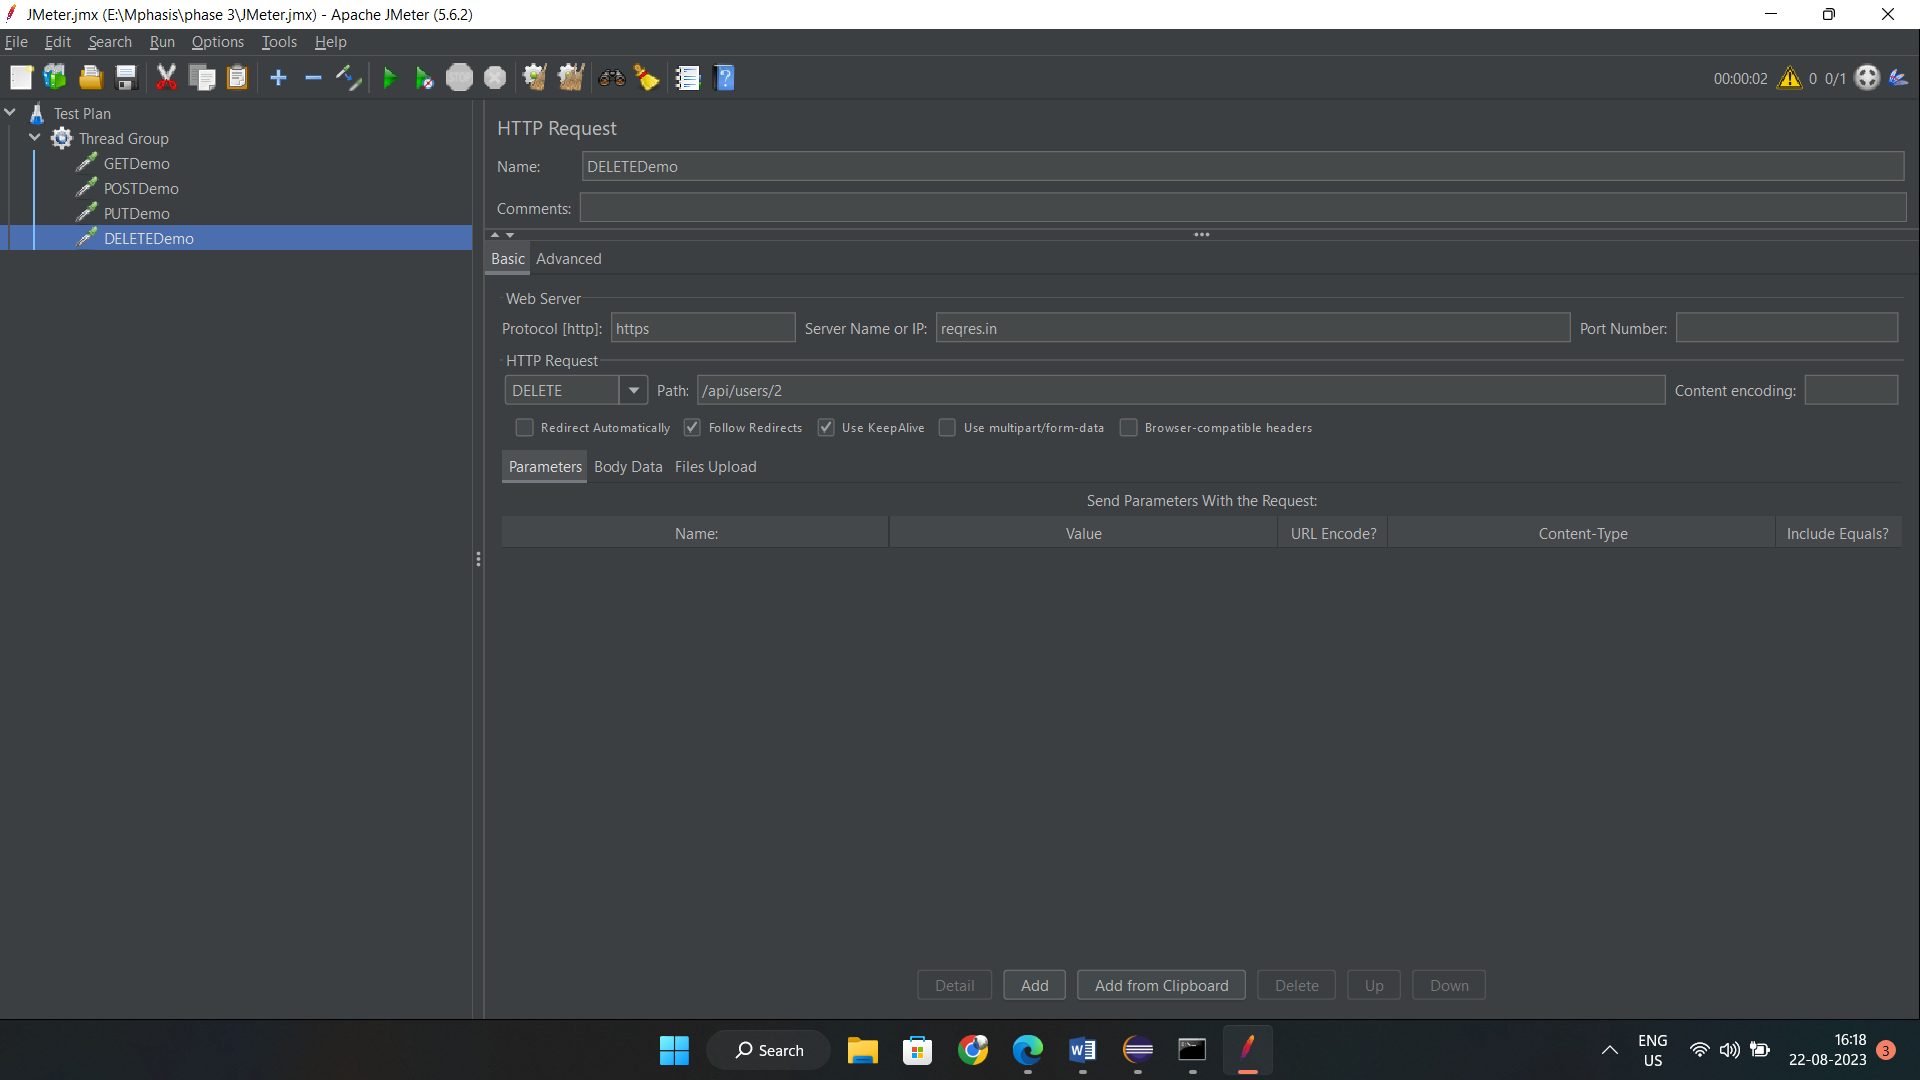 JMeter.jmx (E:\Mphasis\phase 3\JMeter.jmx) - Apache JMeter (5.6.2)
File Edit Search Run Options Tools Help
STOP
00:00:02 0 0/1
Test Plan
Thread Group
GETDemo
POSTDemo
PUTDemo
DELETEDemo
HTTP Request
Name: DELETEDemo
Comments:
Basic Advanced
Web Server
Protocol [http]: https Server Name or IP: reqres.in Port Number:
HTTP Request
DELETE Path: /api/users/2 Content encoding:
Redirect Automatically Follow Redirects Use KeepAlive Use multipart/form-data Browser-compatible headers
Parameters Body Data Files Upload
Send Parameters With the Request:
Name: Value URL Encode? Content-Type Include Equals?
Detail Add Add from Clipboard Delete Up Down
Search
ENG
US
16:18
22-08-2023
3